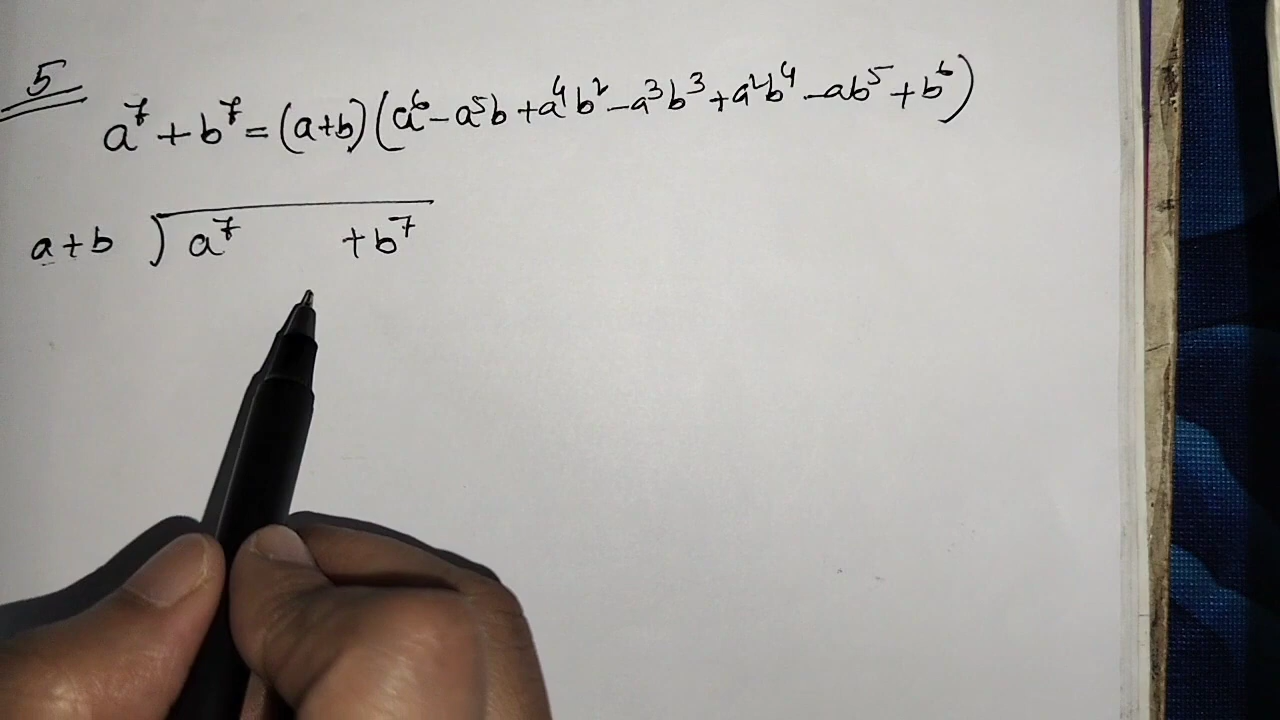 5
a⁷ + b⁷ = (a+b)(a⁶ - a⁵b + a⁴b² - a³b³ + a²b⁴ - ab⁵ + b⁶)
a+b ) a⁷ + b⁷